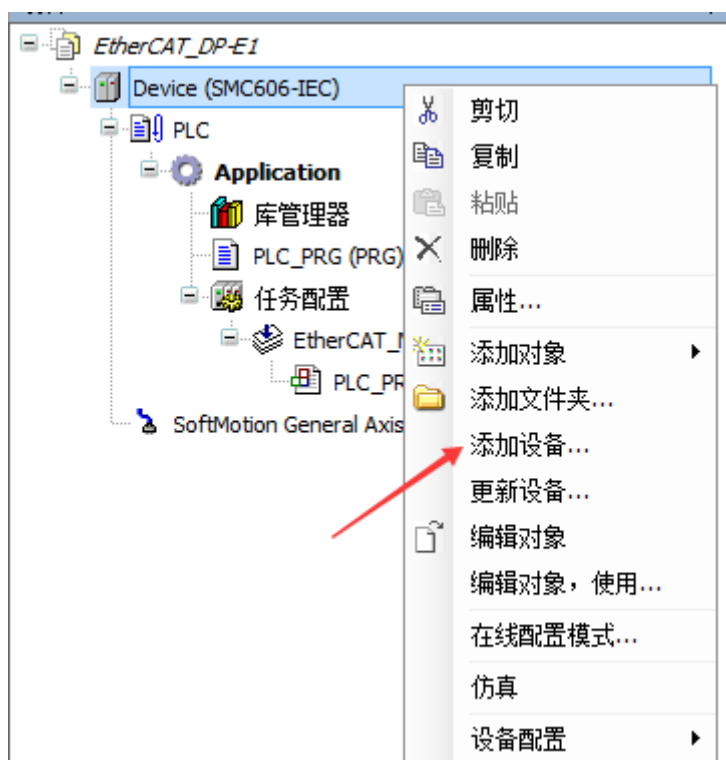 EtherCAT_DP-E1
Device (SMC606-IEC)
PLC
Application
库管理器
PLC_PRG (PRG)
任务配置
EtherCAT_
PLC_PR
SoftMotion General Axis
剪切
复制
粘贴
删除
属性...
添加对象
添加文件夹...
添加设备...
更新设备...
编辑对象
编辑对象，使用...
在线配置模式...
仿真
设备配置